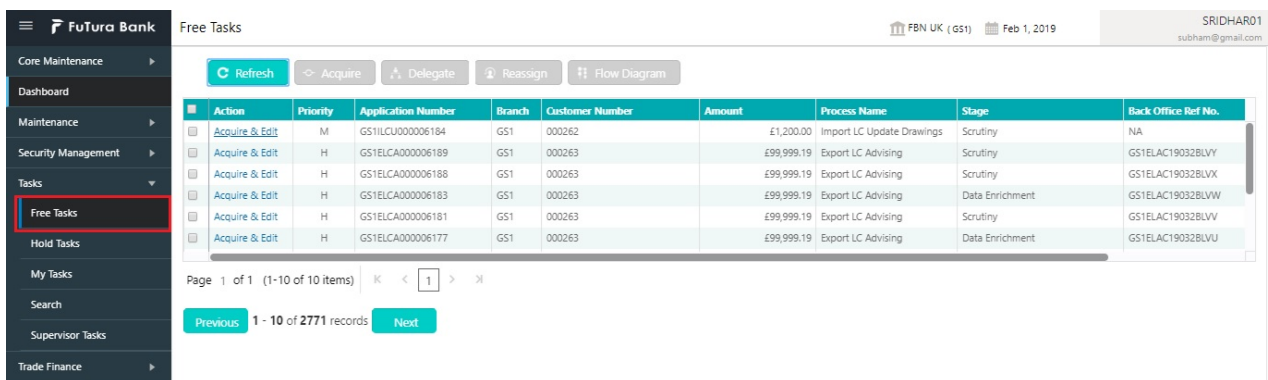 FuTura Bank
Free Tasks
FBN UK (GS1) Feb 1, 2019
SRIDHAR01
subham@gmail.com
Core Maintenance
Dashboard
Maintenance
Security Management
Tasks
Free Tasks
Hold Tasks
My Tasks
Search
Supervisor Tasks
Trade Finance
Refresh Acquire Delegate Reassign Flow Diagram
Action Priority Application Number Branch Customer Number Amount Process Name Stage Back Office Ref No.
Acquire & Edit M GS1ILCU000006184 GS1 000262 £1,200.00 Import LC Update Drawings Scrutiny NA
Acquire & Edit H GS1ELCA000006189 GS1 000263 £99,999.19 Export LC Advising Scrutiny GS1ELAC19032BLVY
Acquire & Edit H GS1ELCA000006188 GS1 000263 £99,999.19 Export LC Advising Scrutiny GS1ELAC19032BLVX
Acquire & Edit H GS1ELCA000006183 GS1 000263 £99,999.19 Export LC Advising Data Enrichment GS1ELAC19032BLVW
Acquire & Edit H GS1ELCA000006181 GS1 000263 £99,999.19 Export LC Advising Scrutiny GS1ELAC19032BLVV
Acquire & Edit H GS1ELCA000006177 GS1 000263 £99,999.19 Export LC Advising Data Enrichment GS1ELAC19032BLVU
Page 1 of 1 (1-10 of 10 items) K < 1 > X
Previous 1 - 10 of 2771 records Next